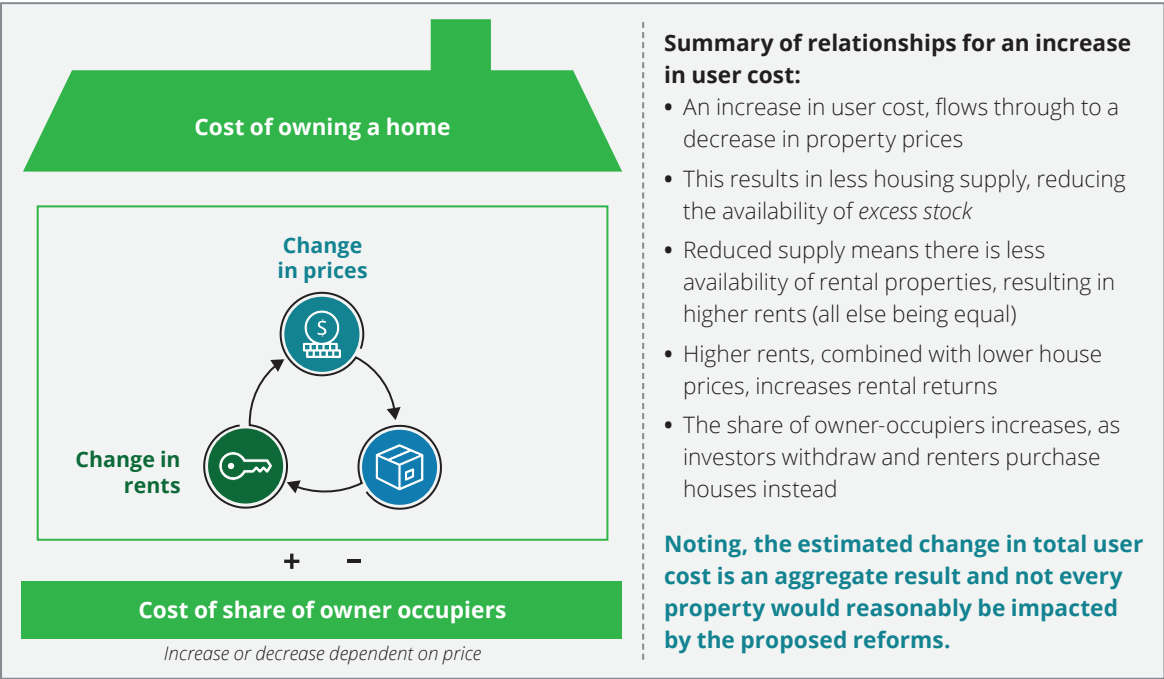 Cost of owning a home
Change
in prices
$
Change in
rents
+ –
Cost of share of owner occupiers
Increase or decrease dependent on price
Summary of relationships for an increase
in user cost:
• An increase in user cost, flows through to a
decrease in property prices
• This results in less housing supply, reducing
the availability of excess stock
• Reduced supply means there is less
availability of rental properties, resulting in
higher rents (all else being equal)
• Higher rents, combined with lower house
prices, increases rental returns
• The share of owner-occupiers increases, as
investors withdraw and renters purchase
houses instead
Noting, the estimated change in total user
cost is an aggregate result and not every
property would reasonably be impacted
by the proposed reforms.